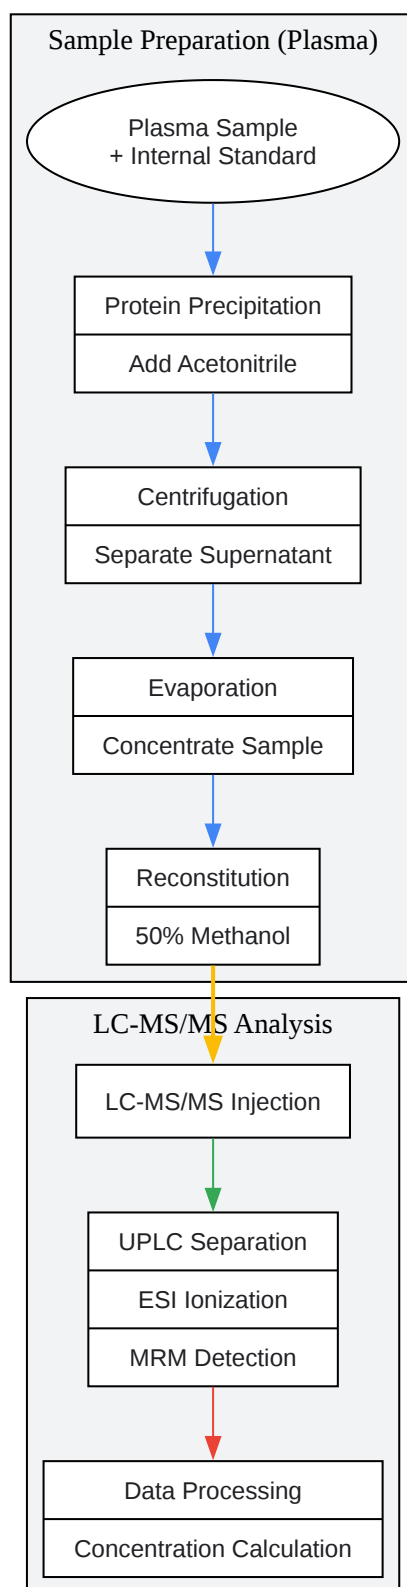 Sample Preparation (Plasma)
Plasma Sample
+ Internal Standard
Protein Precipitation
Add Acetonitrile
Centrifugation
Separate Supernatant
Evaporation
Concentrate Sample
Reconstitution
50% Methanol
LC-MS/MS Analysis
LC-MS/MS Injection
UPLC Separation
ESI Ionization
MRM Detection
Data Processing
Concentration Calculation